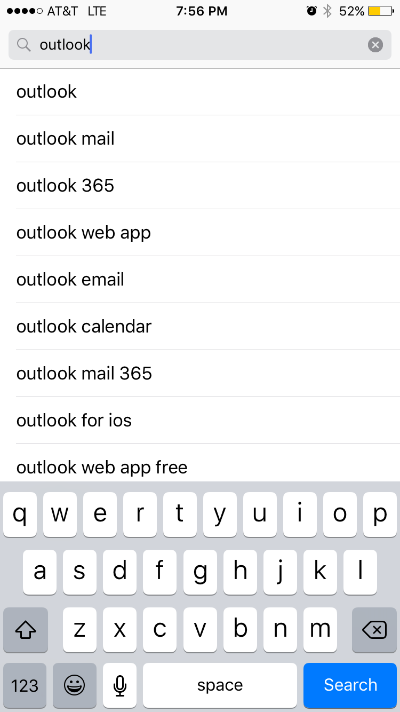 AT&T LTE 7:56 PM 52%
outlook
outlook
outlook mail
outlook 365
outlook web app
outlook email
outlook calendar
outlook mail 365
outlook for ios
outlook web app free
q w e r t y u i o p
a s d f g h j k l
z x c v b n m
123 space Search